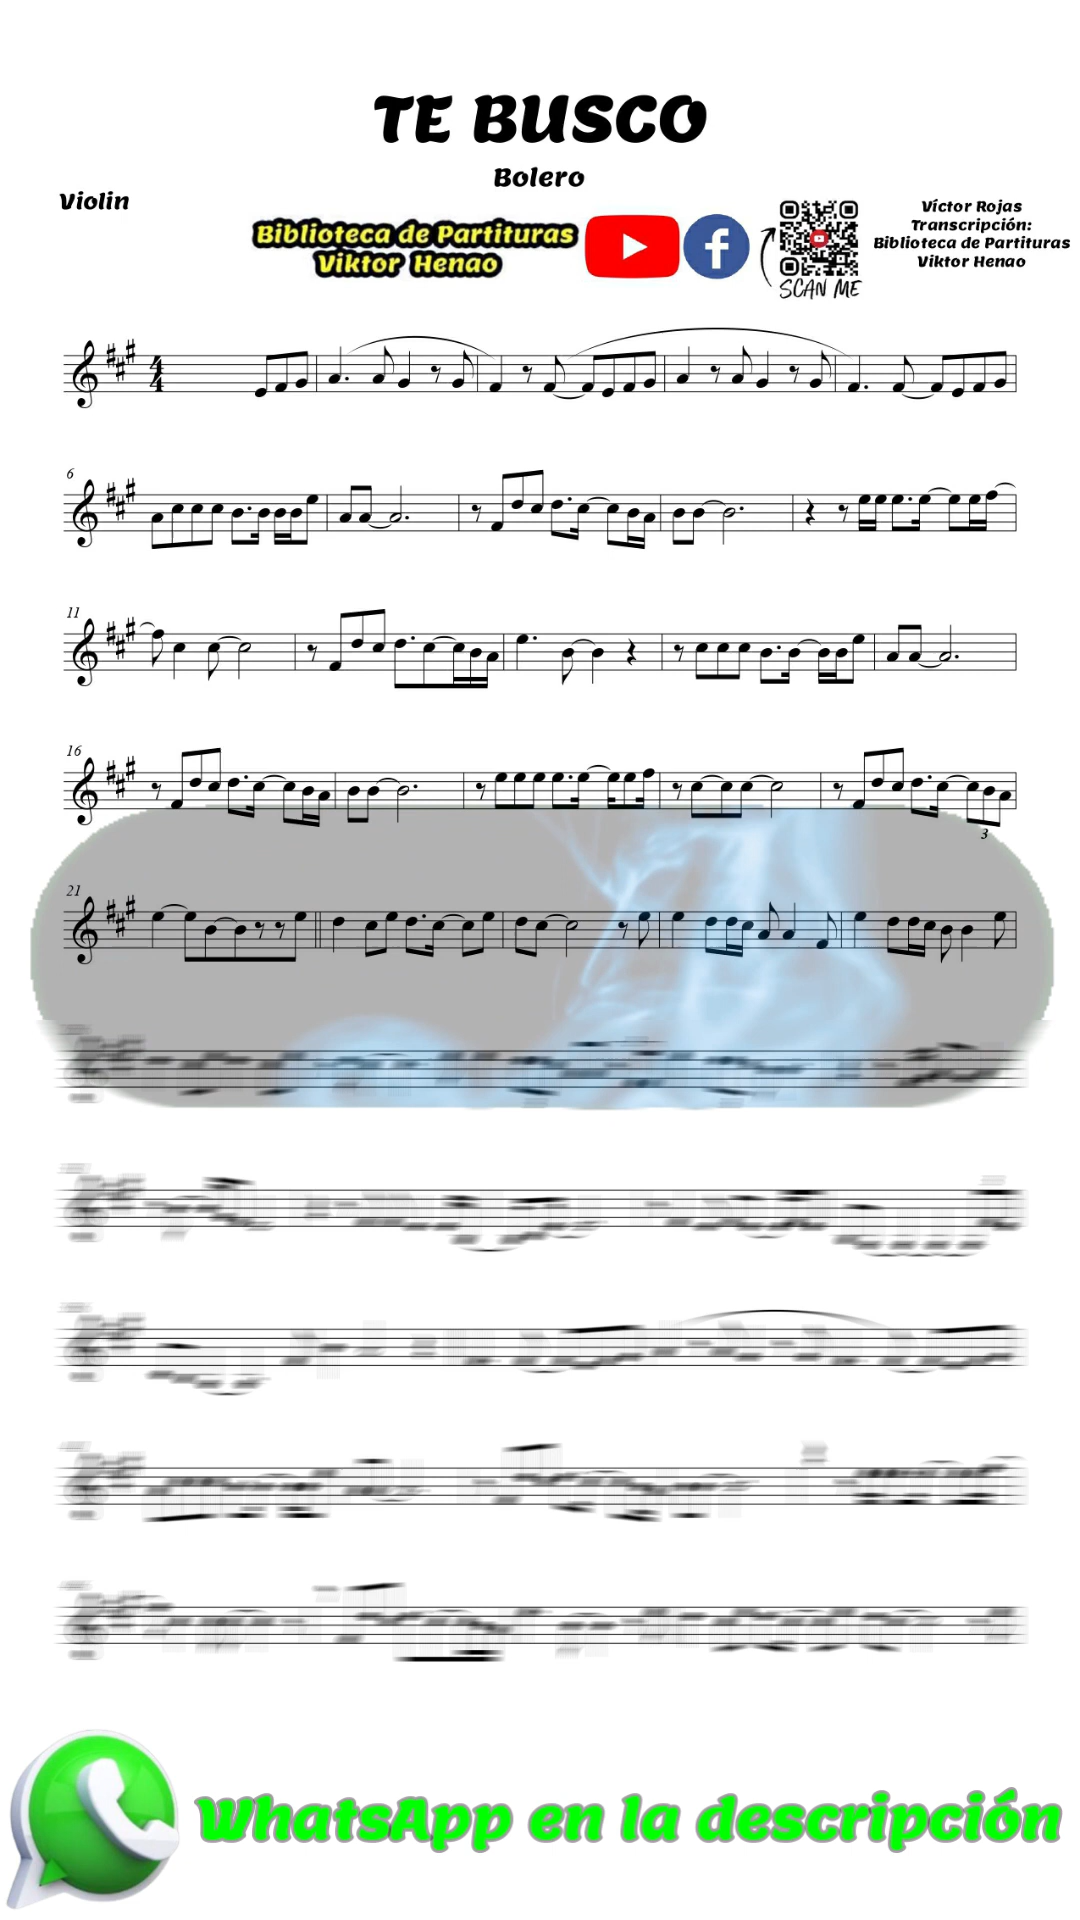 TE BUSCO
Bolero
Violin
Biblioteca de Partituras
Viktor Henao
SCAN ME
Víctor Rojas
Transcripción:
Biblioteca de Partituras
Viktor Henao
6
11
16
3
21
WhatsApp en la descripción